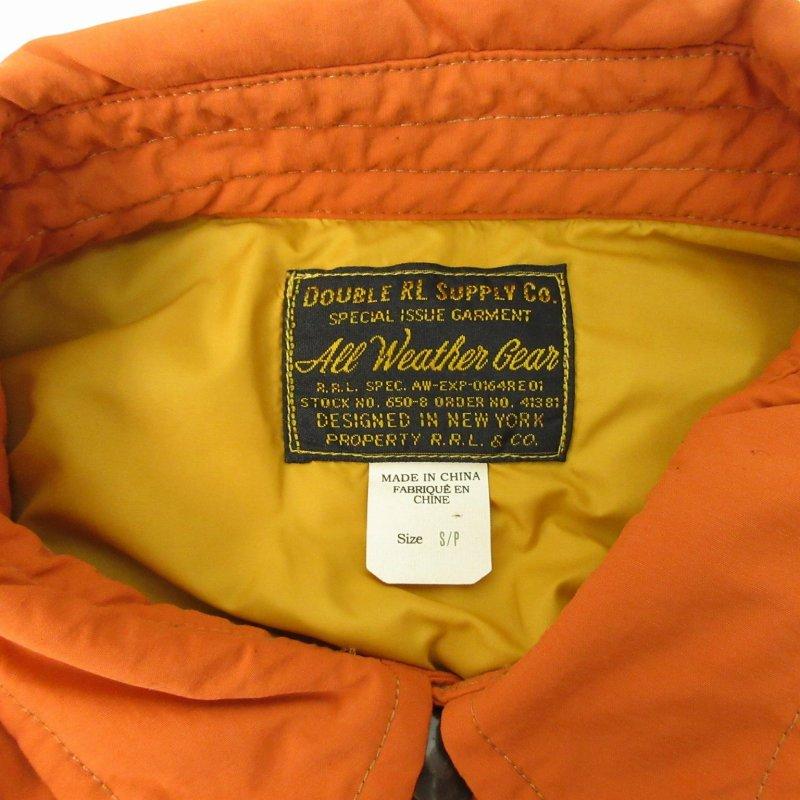 DOUBLE RL SUPPLY CO.
SPECIAL ISSUE GARMENT
All Weather Gear
R.R.L. SPEC. AW-EXP-0164RE01
STOCK NO. 650-8 ORDER NO. 41381
DESIGNED IN NEW YORK
PROPERTY R.R.L. & CO.
MADE IN CHINA
FABRIQUÉ EN
CHINE
Size S/P